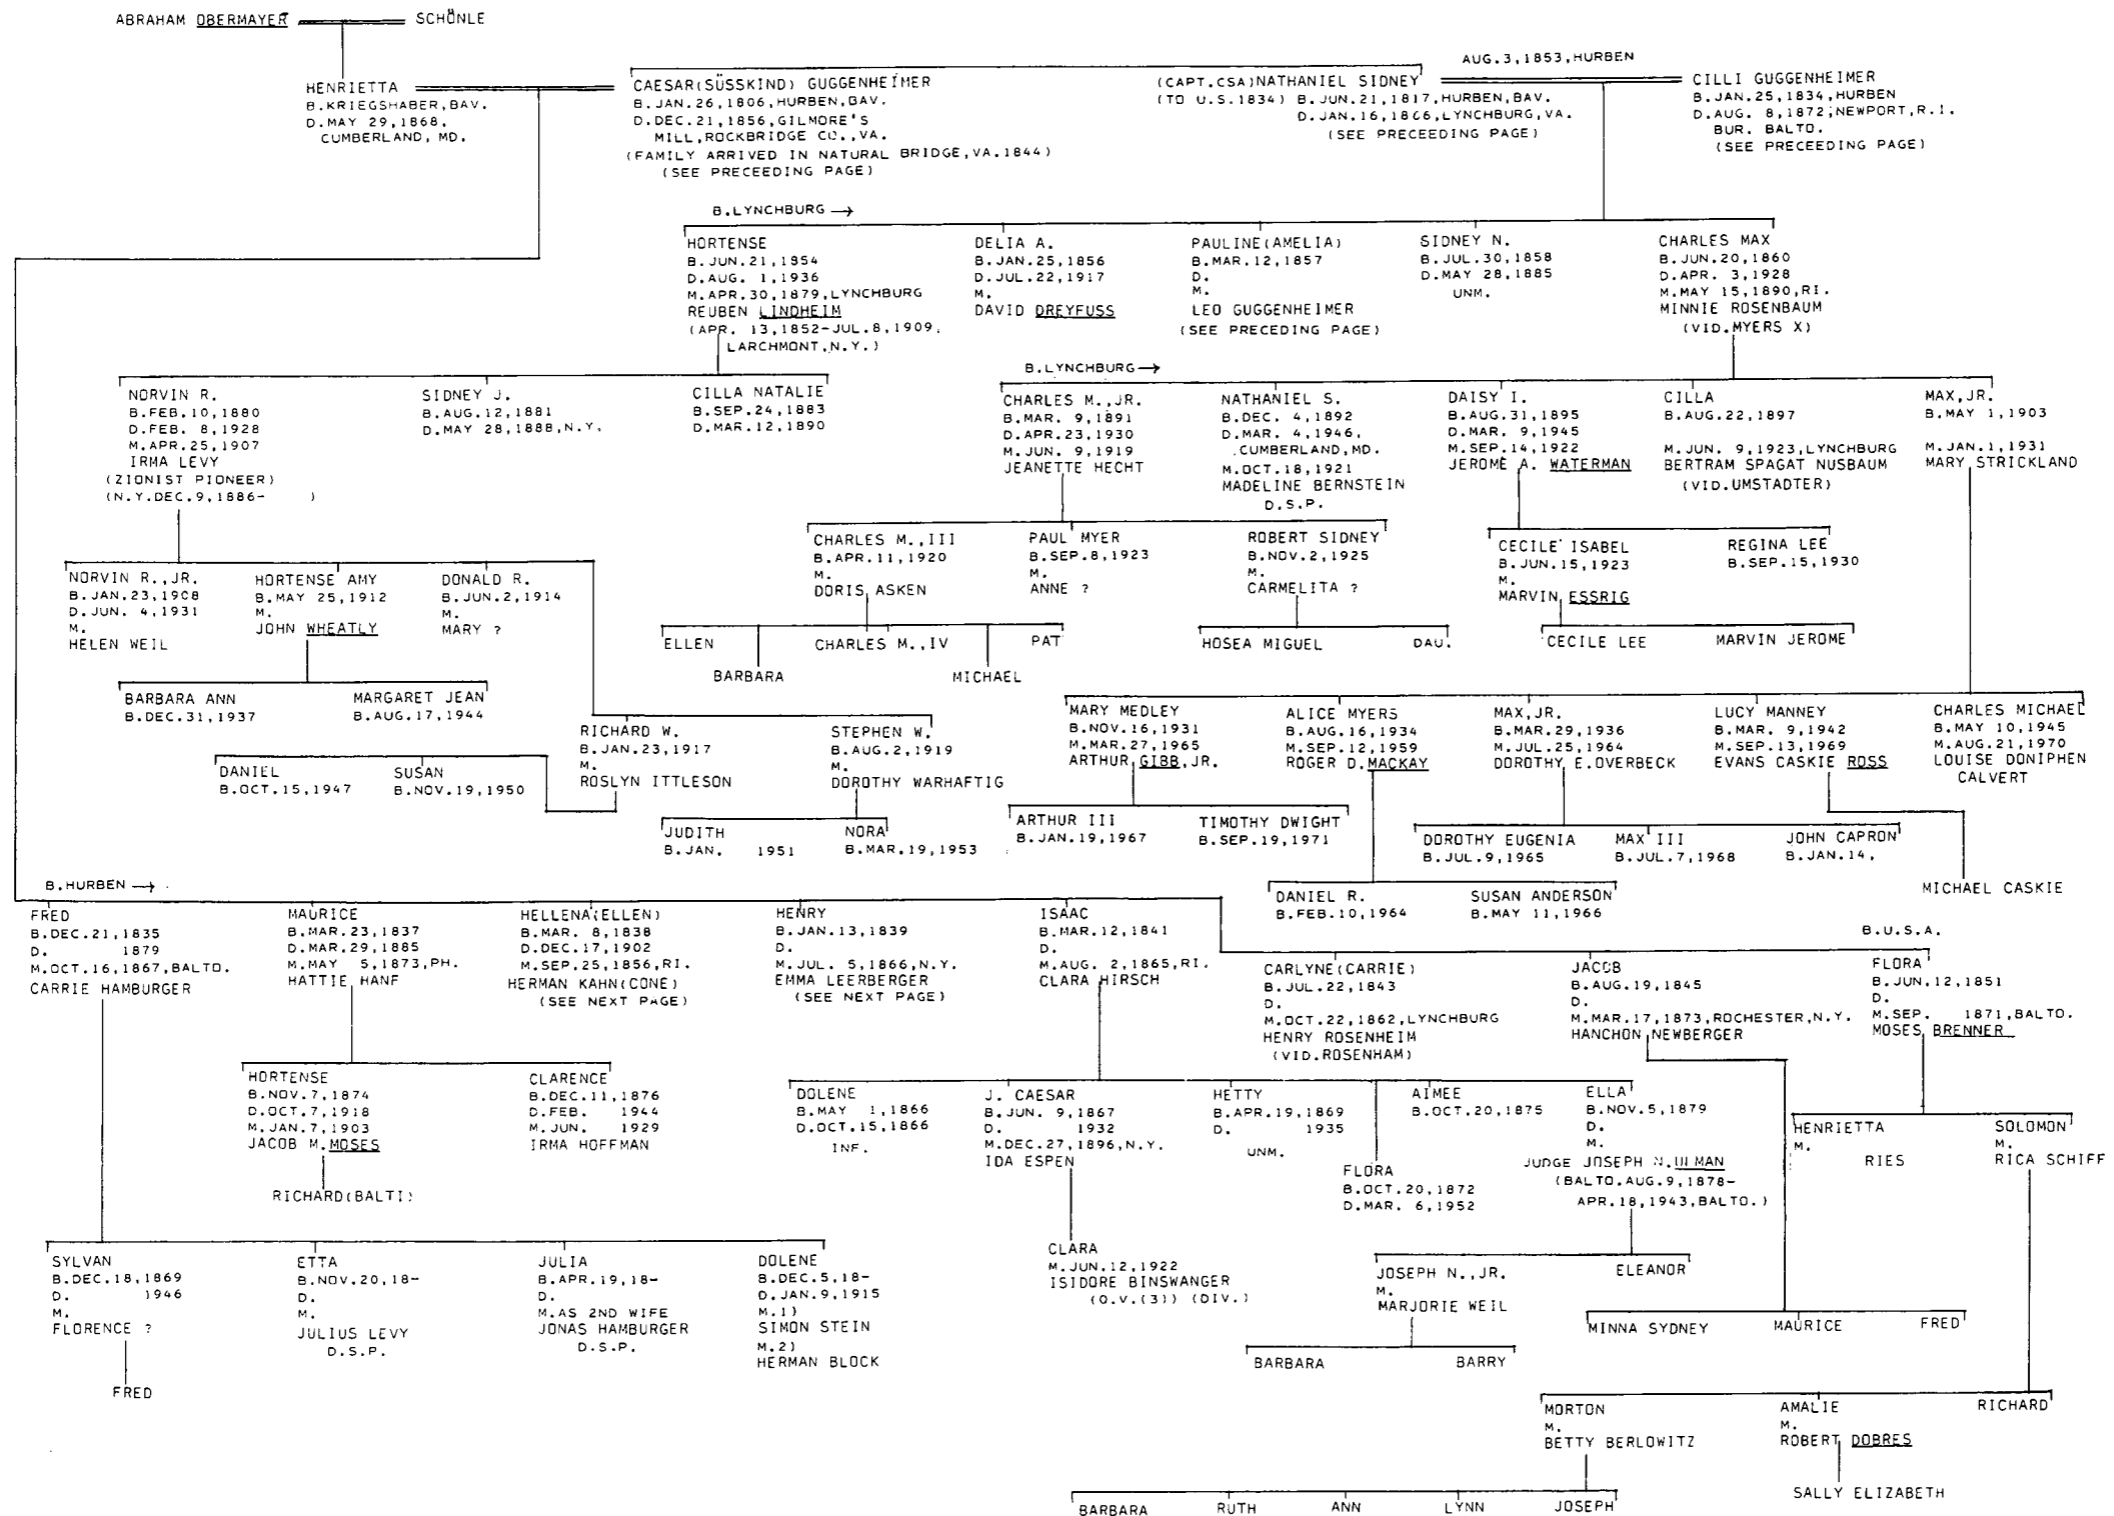 ABRAHAM OBERMAYER
SCHÖNLE
AUG.3,1853,HURBEN
HENRIETTA
B.KRIEGSHABER,BAV.
D.MAY 29,1868,
CUMBERLAND, MD.
CAESAR(SÜSSKIND) GUGGENHEIMER
B.JAN.26,1806,HURBEN,BAV.
D.DEC.21,1856,GILMORE'S
MILL,ROCKBRIDGE CO.,VA.
(FAMILY ARRIVED IN NATURAL BRIDGE,VA.1844)
(SEE PRECEEDING PAGE)
(CAPT.CSA)NATHANIEL SIDNEY
(TO U.S.1834) B.JUN.21,1817,HURBEN,BAV.
D.JAN.16,1866,LYNCHBURG,VA.
(SEE PRECEEDING PAGE)
CILLI GUGGENHEIMER
B.JAN.25,1834,HURBEN
D.AUG. 8,1872,NEWPORT,R.I.
BUR. BALTO.
(SEE PRECEEDING PAGE)
B.LYNCHBURG →
HORTENSE
B.JUN.21,1854
D.AUG. 1,1936
M.APR.30,1879,LYNCHBURG
REUBEN LINDHEIM
(APR. 13,1852-JUL.8,1909,
LARCHMONT,N.Y.)
DELIA A.
B.JAN.25,1856
D.JUL.22,1917
M.
DAVID DREYFUSS
PAULINE(AMELIA)
B.MAR.12,1857
D.
M.
LEO GUGGENHEIMER
(SEE PRECEDING PAGE)
SIDNEY N.
B.JUL.30,1858
D.MAY 28,1885
UNM.
CHARLES MAX
B.JUN.20,1860
D.APR. 3,1928
M.MAY 15,1890,RI.
MINNIE ROSENBAUM
(VID.MYERS X)
B.LYNCHBURG→
NORVIN R.
B.FEB.10,1880
D.FEB. 8,1928
M.APR.25,1907
IRMA LEVY
(ZIONIST PIONEER)
(N.Y.DEC.9,1886- )
SIDNEY J.
B.AUG.12,1881
D.MAY 28,1888,N.Y.
CILLA NATALIE
B.SEP.24,1883
D.MAR.12,1890
CHARLES M.,JR.
B.MAR. 9,1891
D.APR.23,1930
M.JUN. 9,1919
JEANETTE HECHT
NATHANIEL S.
B.DEC. 4,1892
D.MAR. 4,1946,
CUMBERLAND,MD.
M.OCT.18,1921
MADELINE BERNSTEIN
D.S.P.
DAISY I.
B.AUG.31,1895
D.MAR. 9,1945
M.SEP.14,1922
JEROME A. WATERMAN
CILLA
B.AUG.22,1897
M.JUN. 9,1923,LYNCHBURG
BERTRAM SPAGAT NUSBAUM
(VID.UMSTADTER)
MAX,JR.
B.MAY 1,1903
M.JAN.1,1931
MARY STRICKLAND
NORVIN R.,JR.
B.JAN.23,1908
D.JUN. 4,1931
M.
HELEN WEIL
HORTENSE AMY
B.MAY 25,1912
M.
JOHN WHEATLY
DONALD R.
B.JUN.2,1914
M.
MARY ?
CHARLES M.,III
B.APR.11,1920
M.
DORIS ASKEN
PAUL MYER
B.SEP.8,1923
M.
ANNE ?
ROBERT SIDNEY
B.NOV.2,1925
M.
CARMELITA ?
CECILE ISABEL
B.JUN.15,1923
M.
MARVIN ESSRIG
REGINA LEE
B.SEP.15,1930
ELLEN
BARBARA
CHARLES M.,IV
MICHAEL
PAT
HOSEA MIGUEL
DAU.
CECILE LEE
MARVIN JEROME
BARBARA ANN
B.DEC.31,1937
MARGARET JEAN
B.AUG.17,1944
RICHARD W.
B.JAN.23,1917
M.
ROSLYN ITTLESON
STEPHEN W.
B.AUG.2,1919
M.
DOROTHY WARHAFTIG
MARY MEDLEY
B.NOV.16,1931
M.MAR.27,1965
ARTHUR GIBB,JR.
ALICE MYERS
B.AUG.16,1934
M.SEP.12,1959
ROGER D.MACKAY
MAX,JR.
B.MAR.29,1936
M.JUL.25,1964
DOROTHY E.OVERBECK
LUCY MANNEY
B.MAR. 9,1942
M.SEP.13,1969
EVANS CASKIE ROSS
CHARLES MICHAEL
B.MAY 10,1945
M.AUG.21,1970
LOUISE DONIPHEN
CALVERT
DANIEL
B.OCT.15,1947
SUSAN
B.NOV.19,1950
JUDITH
B.JAN. 1951
NORA
B.MAR.19,1953
ARTHUR III
B.JAN.19,1967
TIMOTHY DWIGHT
B.SEP.19,1971
DOROTHY EUGENIA
B.JUL.9,1965
MAX III
B.JUL.7,1968
JOHN CAPRON
B.JAN.14,
MICHAEL CASKIE
DANIEL R.
B.FEB.10,1964
SUSAN ANDERSON
B.MAY 11,1966
B.HURBEN →
B.U.S.A.
FRED
B.DEC.21,1835
D. 1879
M.OCT.16,1867,BALTO.
CARRIE HAMBURGER
MAURICE
B.MAR.23,1837
D.MAR.29,1885
M.MAY 5,1873,PH.
HATTIE HANF
HELLENA(ELLEN)
B.MAR. 8,1838
D.DEC.17,1902
M.SEP.25,1856,RI.
HERMAN KAHN(CONE)
(SEE NEXT PAGE)
HENRY
B.JAN.13,1839
D.
M.JUL. 5,1866,N.Y.
EMMA LEERBERGER
(SEE NEXT PAGE)
ISAAC
B.MAR.12,1841
D.
M.AUG. 2,1865,RI.
CLARA HIRSCH
CARLYNE(CARRIE)
B.JUL.22,1843
D.
M.OCT.22,1862,LYNCHBURG
HENRY ROSENHEIM
(VID.ROSENHAM)
JACOB
B.AUG.19,1845
D.
M.MAR.17,1873,ROCHESTER,N.Y.
HANCHON NEWBERGER
FLORA
B.JUN.12,1851
D.
M.SEP. 1871,BALTO.
MOSES BRENNER
HORTENSE
B.NOV.7,1874
D.OCT.7,1918
M.JAN.7,1903
JACOB M.MOSES
CLARENCE
B.DEC.11,1876
D.FEB. 1944
M.JUN. 1929
IRMA HOFFMAN
RICHARD(BALTI)
DOLENE
B.MAY 1,1866
D.OCT.15,1866
INF.
J. CAESAR
B.JUN. 9,1867
D. 1932
M.DEC.27,1896,N.Y.
IDA ESPEN
HETTY
B.APR.19,1869
D. 1935
UNM.
FLORA
B.OCT.20,1872
D.MAR. 6,1952
AIMEE
B.OCT.20,1875
ELLA
B.NOV.5,1879
D.
M.
JUDGE JOSEPH N.ULMAN
(BALTO.AUG.9,1878-
APR.18,1943,BALTO.)
HENRIETTA
M.
RIES
SOLOMON
M.
RICA SCHIFF
SYLVAN
B.DEC.18,1869
D. 1946
M.
FLORENCE ?
ETTA
B.NOV.20,18-
D.
M.
JULIUS LEVY
D.S.P.
JULIA
B.APR.19,18-
D.
M.AS 2ND WIFE
JONAS HAMBURGER
D.S.P.
DOLENE
B.DEC.5,18-
D.JAN.9,1915
M.1)
SIMON STEIN
M.2)
HERMAN BLOCK
CLARA
M.JUN.12,1922
ISIDORE BINSWANGER
(Q.V.(3)) (DIV.)
JOSEPH N.,JR.
M.
MARJORIE WEIL
ELEANOR
MINNA SYDNEY
MAURICE
FRED
BARBARA
BARRY
FRED
MORTON
M.
BETTY BERLOWITZ
AMALIE
M.
ROBERT DOBRES
RICHARD
SALLY ELIZABETH
BARBARA
RUTH
ANN
LYNN
JOSEPH